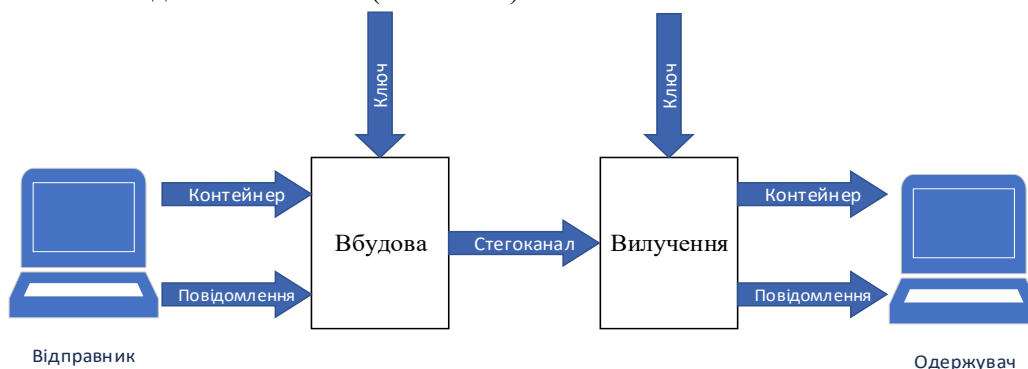 Ключ
Ключ
Контейнер
Контейнер
Вбудова
Стегоканал
Вилучення
Повідомлення
Повідомлення
Відправник
Одержувач